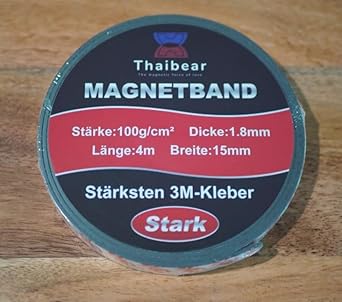 Thaibear
The magnetic force of love
MAGNETBAND
Stärke:100g/cm² Dicke:1.8mm
Länge:4m Breite:15mm
Stärksten 3M-Kleber
Stark